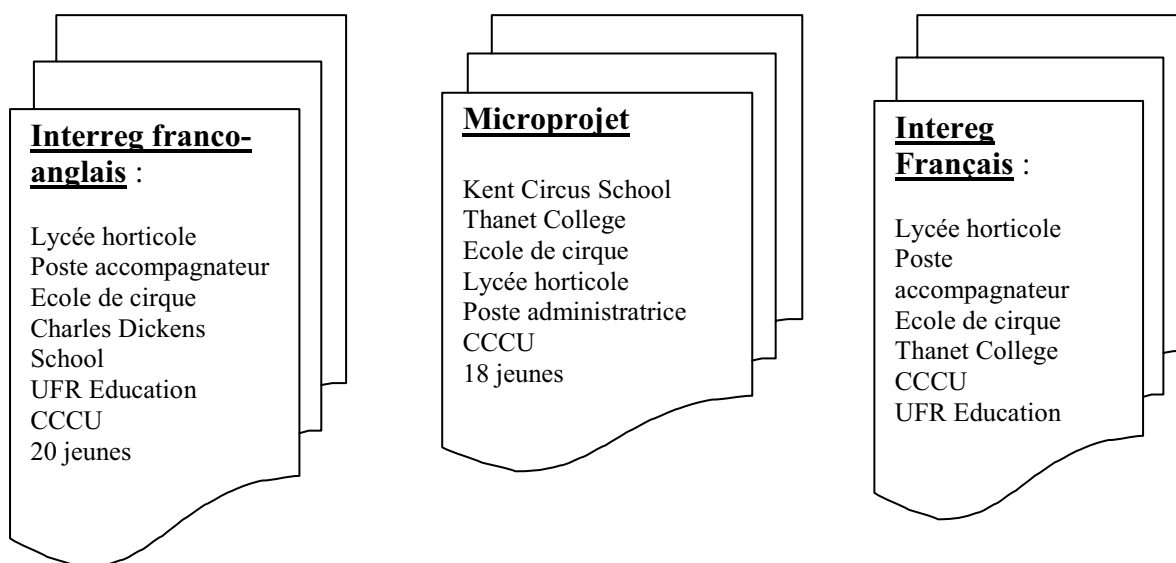 Interreg franco-
anglais :
Lycée horticole
Poste accompagnateur
Ecole de cirque
Charles Dickens
School
UFR Education
CCCU
20 jeunes
Microprojet
Kent Circus School
Thanet College
Ecole de cirque
Lycée horticole
Poste administratrice
CCCU
18 jeunes
Intereg
Français :
Lycée horticole
Poste
accompagnateur
Ecole de cirque
Thanet College
CCCU
UFR Education